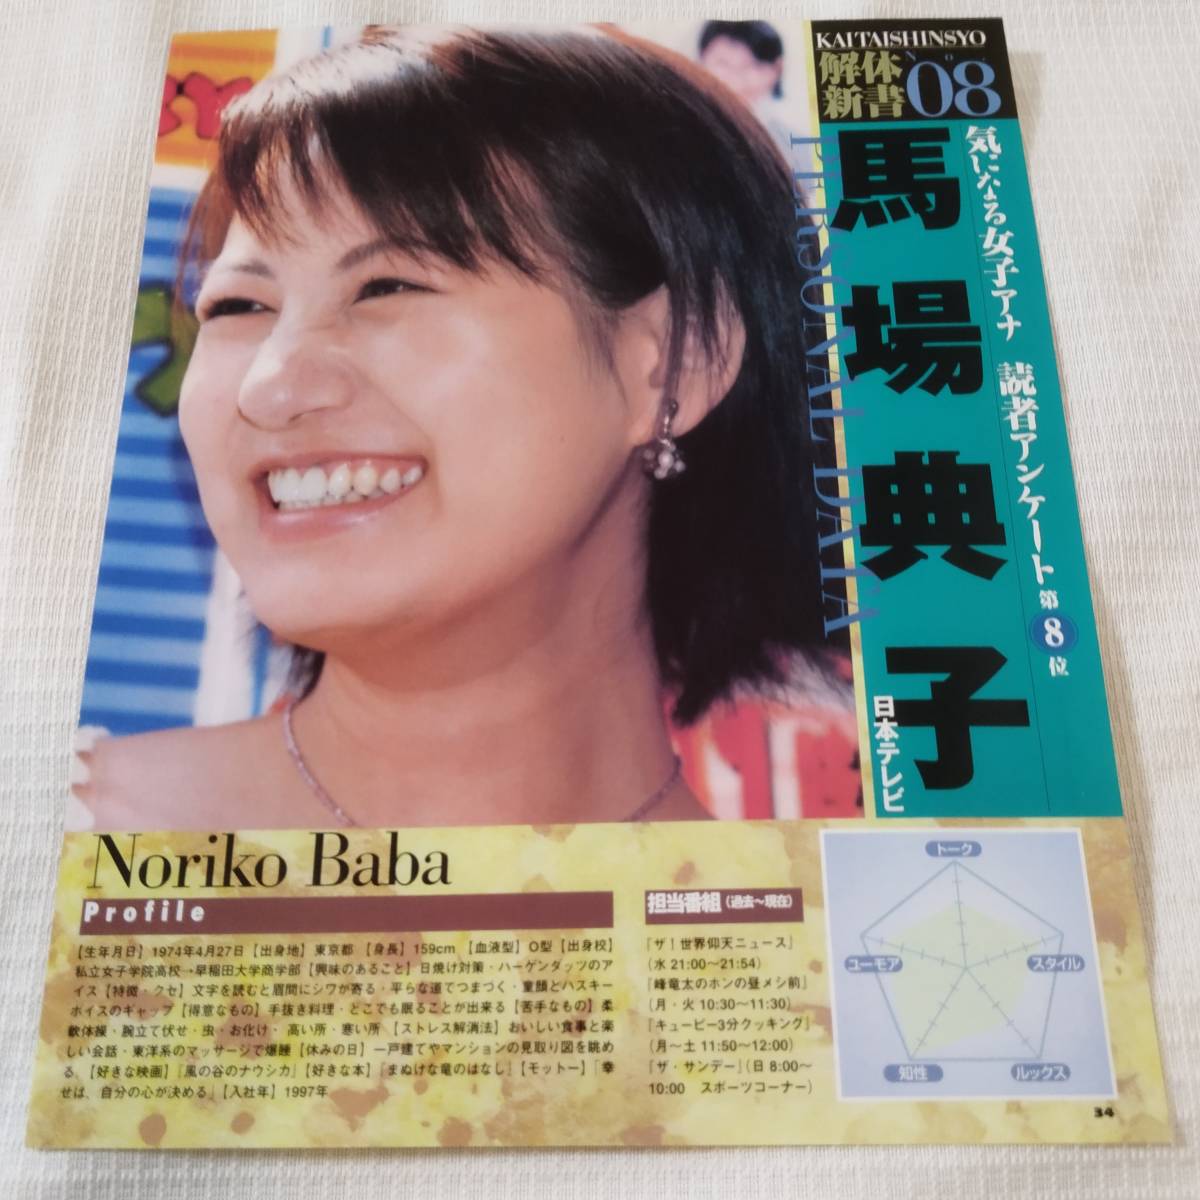 KAITAISHINSYO
解体
新書
No.
08
PERSONAL DATA
気になる女子アナ 読者アンケート第8位
馬場典子
日本テレビ
Noriko Baba
Profile
【生年月日】1974年4月27日【出身地】東京都【身長】159cm【血液型】O型【出身校】
私立女子学院高校→早稲田大学商学部【興味のあること】日焼け対策・ハーゲンダッツのア
イス【特徴・クセ】文字を読むと眉間にシワが寄る・平らな道でつまづく・童顔とハスキー
ボイスのギャップ【得意なもの】手抜き料理・どこでも眠ることが出来る【苦手なもの】柔
軟体操・腕立て伏せ・虫・お化け・高い所・寒い所【ストレス解消法】おいしい食事と楽
しい会話・東洋系のマッサージで爆睡【休みの日】一戸建てやマンションの見取り図を眺め
る【好きな映画】『風の谷のナウシカ』【好きな本】『まぬけな竜のはなし』【モットー】「幸
せは、自分の心が決める」【入社年】1997年
担当番組（過去〜現在）
『ザ！世界仰天ニュース』
（水 21:00〜21:54）
『峰竜太のホンの昼メシ前』
（月・火 10:30〜11:30）
『キューピー3分クッキング』
（月〜土 11:50〜12:00）
『ザ・サンデー』（日 8:00〜
10:00 スポーツコーナー）
トーク
ユーモア
スタイル
知性
ルックス
34